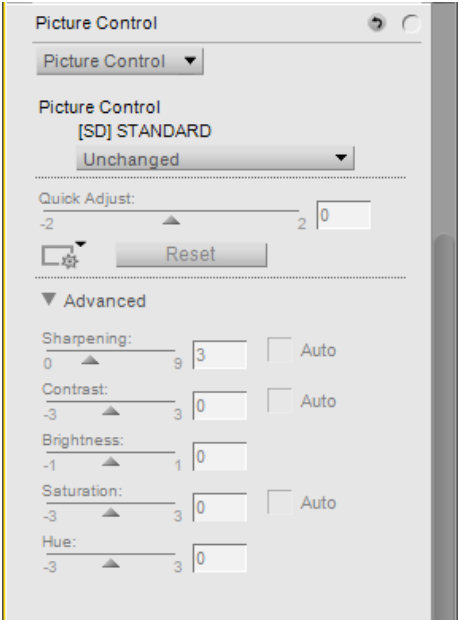 Picture Control
Picture Control
Picture Control
[SD] STANDARD
Unchanged
Quick Adjust:
-2 2 0
Reset
Advanced
Sharpening:
0 9 3 Auto
Contrast:
-3 3 0 Auto
Brightness:
-1 1 0
Saturation:
-3 3 0 Auto
Hue:
-3 3 0